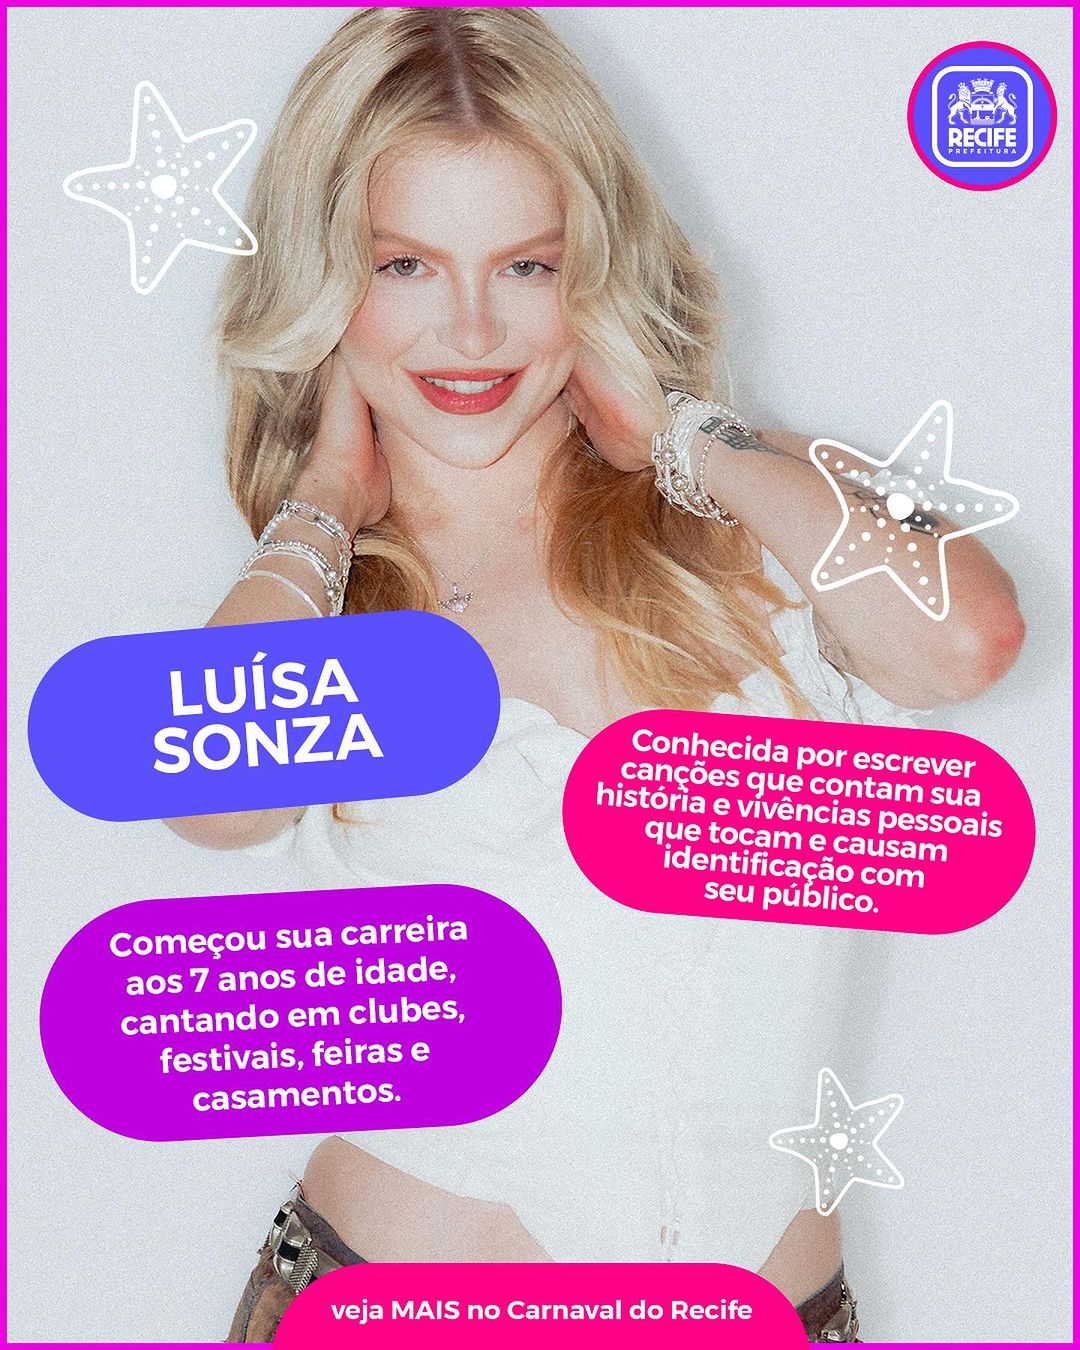 RECIFE
PREFEITURA
LUÍSA
SONZA
Conhecida por escrever
canções que contam sua
história e vivências pessoais
que tocam e causam
identificação com
seu público.
Começou sua carreira
aos 7 anos de idade,
cantando em clubes,
festivais, feiras e
casamentos.
veja MAIS no Carnaval do Recife